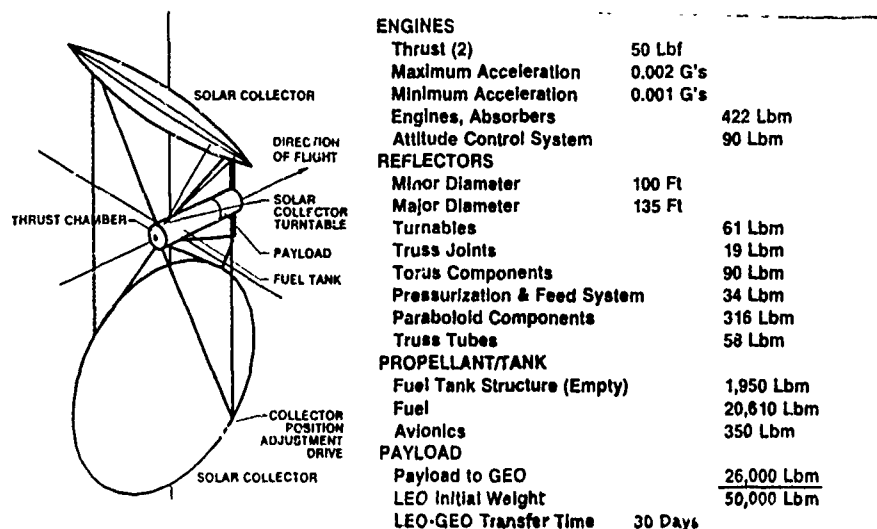 SOLAR COLLECTOR
DIRECTION
OF FLIGHT
SOLAR
COLLECTOR
TURNTABLE
THRUST CHAMBER
PAYLOAD
FUEL TANK
COLLECTOR
POSITION
ADJUSTMENT
DRIVE
SOLAR COLLECTOR
ENGINES
Thrust (2) 50 Lbf
Maximum Acceleration 0.002 G's
Minimum Acceleration 0.001 G's
Engines, Absorbers 422 Lbm
Attitude Control System 90 Lbm
REFLECTORS
Minor Diameter 100 Ft
Major Diameter 135 Ft
Turnables 61 Lbm
Truss Joints 19 Lbm
Torus Components 90 Lbm
Pressurization & Feed System 34 Lbm
Paraboloid Components 316 Lbm
Truss Tubes 58 Lbm
PROPELLANT/TANK
Fuel Tank Structure (Empty) 1,950 Lbm
Fuel 20,610 Lbm
Avionics 350 Lbm
PAYLOAD
Payload to GEO 26,000 Lbm
LEO Initial Weight 50,000 Lbm
LEO-GEO Transfer Time 30 Days